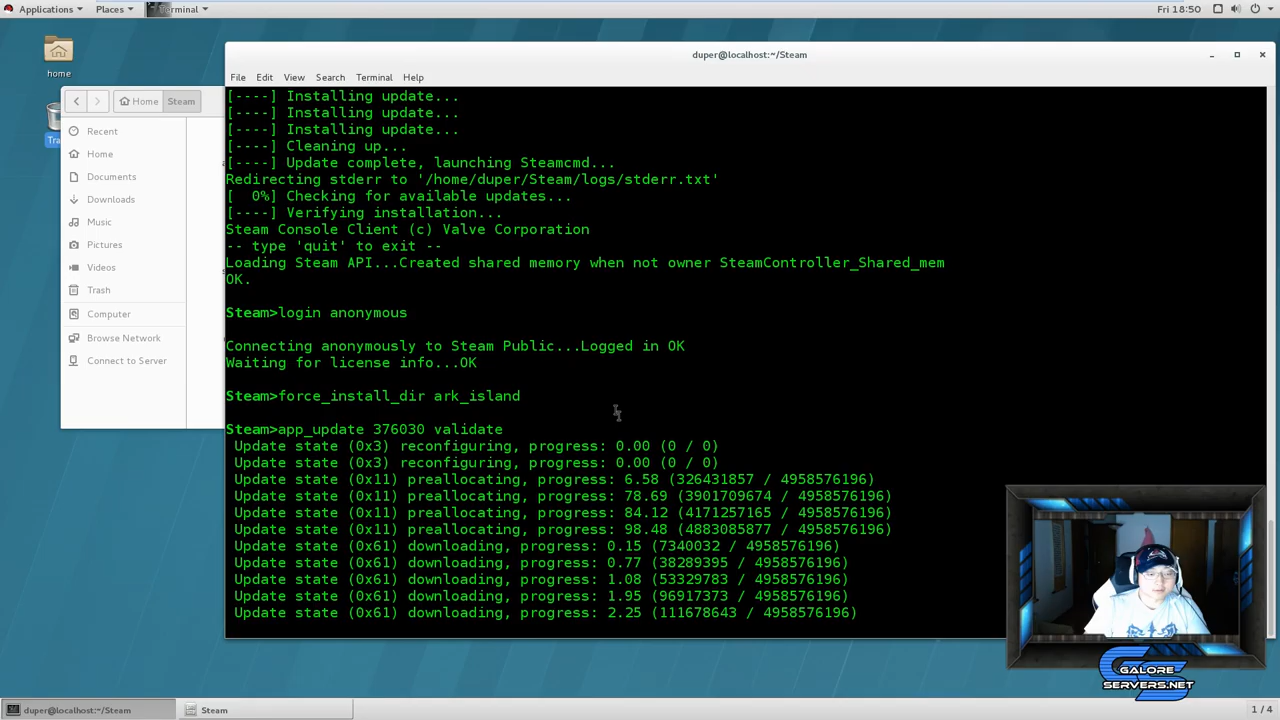 Applications Places Terminal Fri 18:50
home
duper@localhost:~/Steam
File Edit View Search Terminal Help
Home Steam
Tra
Recent
Home
Documents
Downloads
Music
Pictures
Videos
Trash
Computer
Browse Network
Connect to Server
[----] Installing update...
[----] Installing update...
[----] Installing update...
[----] Cleaning up...
[----] Update complete, launching Steamcmd...
Redirecting stderr to '/home/duper/Steam/logs/stderr.txt'
[  0%] Checking for available updates...
[----] Verifying installation...
Steam Console Client (c) Valve Corporation
-- type 'quit' to exit --
Loading Steam API...Created shared memory when not owner SteamController_Shared_mem
OK.
Steam>login anonymous
Connecting anonymously to Steam Public...Logged in OK
Waiting for license info...OK
Steam>force_install_dir ark_island
Steam>app_update 376030 validate
Update state (0x3) reconfiguring, progress: 0.00 (0 / 0)
Update state (0x3) reconfiguring, progress: 0.00 (0 / 0)
Update state (0x11) preallocating, progress: 6.58 (326431857 / 4958576196)
Update state (0x11) preallocating, progress: 78.69 (3901709674 / 4958576196)
Update state (0x11) preallocating, progress: 84.12 (4171257165 / 4958576196)
Update state (0x11) preallocating, progress: 98.48 (4883085877 / 4958576196)
Update state (0x61) downloading, progress: 0.15 (7340032 / 4958576196)
Update state (0x61) downloading, progress: 0.77 (38289395 / 4958576196)
Update state (0x61) downloading, progress: 1.08 (53329783 / 4958576196)
Update state (0x61) downloading, progress: 1.95 (96917373 / 4958576196)
Update state (0x61) downloading, progress: 2.25 (111678643 / 4958576196)
GALORE
SERVERS.NET
duper@localhost:~/Steam Steam 1 / 4